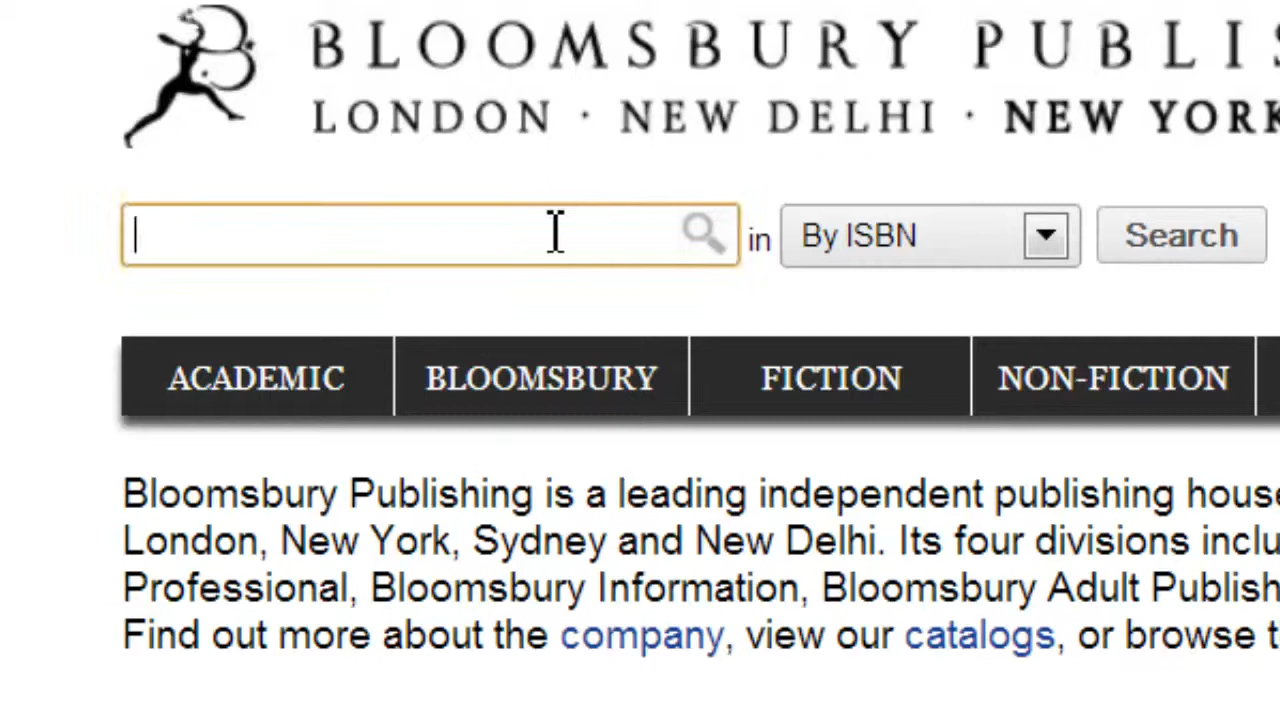 BLOOMSBURY PUBLIS
LONDON · NEW DELHI · NEW YORK
in By ISBN Search
ACADEMIC BLOOMSBURY FICTION NON-FICTION
Bloomsbury Publishing is a leading independent publishing house
London, New York, Sydney and New Delhi. Its four divisions inclu
Professional, Bloomsbury Information, Bloomsbury Adult Publish
Find out more about the company, view our catalogs, or browse t